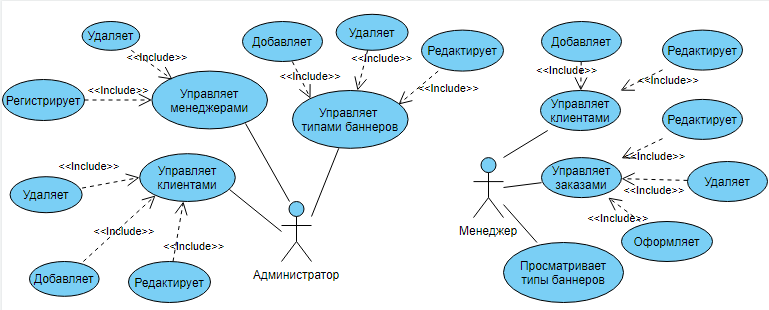 Удаляет
<<Include>>
Регистрирует
<<Include>>
Управляет
менеджерами
Добавляет
<<Include>>
Удаляет
<<Include>>
Редактирует
<<Include>>
Управляет
типами баннеров
<<Include>>
Управляет
клиентами
Удаляет
<<Include>>
Добавляет
<<Include>>
Редактирует
Администратор
Добавляет
<<Include>>
Редактирует
<<Include>>
Управляет
клиентами
Редактирует
<<Include>>
Управляет
заказами
<<Include>>
Удаляет
<<Include>>
Оформляет
Менеджер
Просматривает
типы баннеров